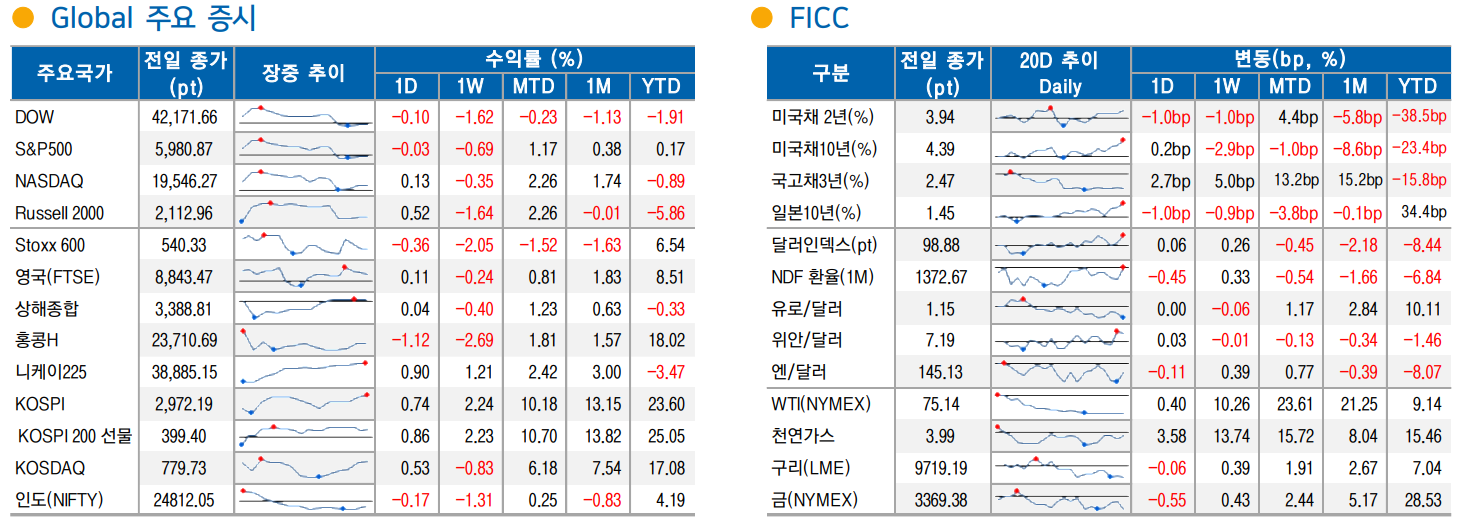 Global 주요 증시
주요국가 전일 종가 (pt) 장중 추이 수익률 (%)
1D 1W MTD 1M YTD
DOW 42,171.66 −0.10 −1.62 −0.23 −1.13 −1.91
S&P500 5,980.87 −0.03 −0.69 1.17 0.38 0.17
NASDAQ 19,546.27 0.13 −0.35 2.26 1.74 −0.89
Russell 2000 2,112.96 0.52 −1.64 2.26 −0.01 −5.86
Stoxx 600 540.33 −0.36 −2.05 −1.52 −1.63 6.54
영국(FTSE) 8,843.47 0.11 −0.24 0.81 1.83 8.51
상해종합 3,388.81 0.04 −0.40 1.23 0.63 −0.33
홍콩H 23,710.69 −1.12 −2.69 1.81 1.57 18.02
니케이225 38,885.15 0.90 1.21 2.42 3.00 −3.47
KOSPI 2,972.19 0.74 2.24 10.18 13.15 23.60
KOSPI 200 선물 399.40 0.86 2.23 10.70 13.82 25.05
KOSDAQ 779.73 0.53 −0.83 6.18 7.54 17.08
인도(NIFTY) 24812.05 −0.17 −1.31 0.25 −0.83 4.19
FICC
구분 전일 종가 (pt) 20D 추이 Daily 변동(bp, %)
1D 1W MTD 1M YTD
미국채 2년(%) 3.94 −1.0bp −1.0bp 4.4bp −5.8bp −38.5bp
미국채10년(%) 4.39 0.2bp −2.9bp −1.0bp −8.6bp −23.4bp
국고채3년(%) 2.47 2.7bp 5.0bp 13.2bp 15.2bp −15.8bp
일본10년(%) 1.45 −1.0bp −0.9bp −3.8bp −0.1bp 34.4bp
달러인덱스(pt) 98.88 0.06 0.26 −0.45 −2.18 −8.44
NDF 환율(1M) 1372.67 −0.45 0.33 −0.54 −1.66 −6.84
유로/달러 1.15 0.00 −0.06 1.17 2.84 10.11
위안/달러 7.19 0.03 −0.01 −0.13 −0.34 −1.46
엔/달러 145.13 −0.11 0.39 0.77 −0.39 −8.07
WTI(NYMEX) 75.14 0.40 10.26 23.61 21.25 9.14
천연가스 3.99 3.58 13.74 15.72 8.04 15.46
구리(LME) 9719.19 −0.06 0.39 1.91 2.67 7.04
금(NYMEX) 3369.38 −0.55 0.43 2.44 5.17 28.53